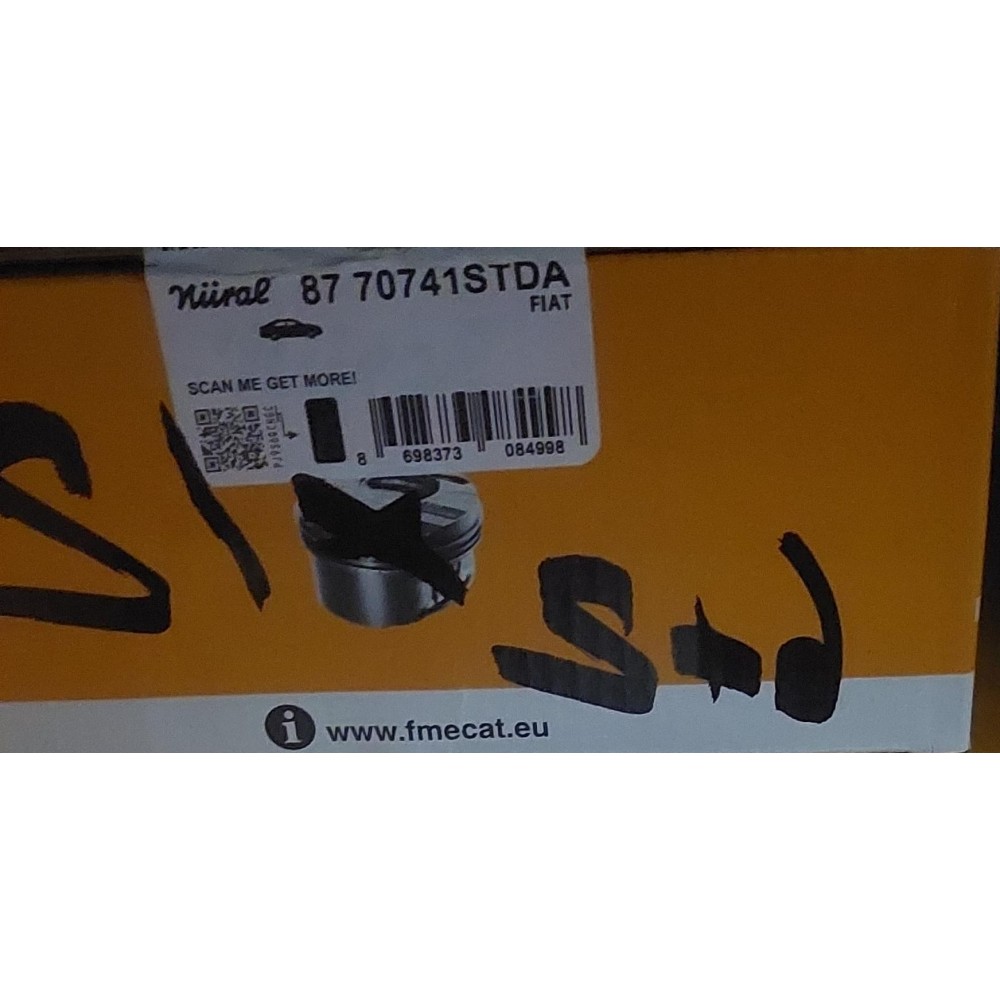 Nüral 87 70741STDA
FIAT
SCAN ME GET MORE!
8 698373 084998
Std
www.fmecat.eu